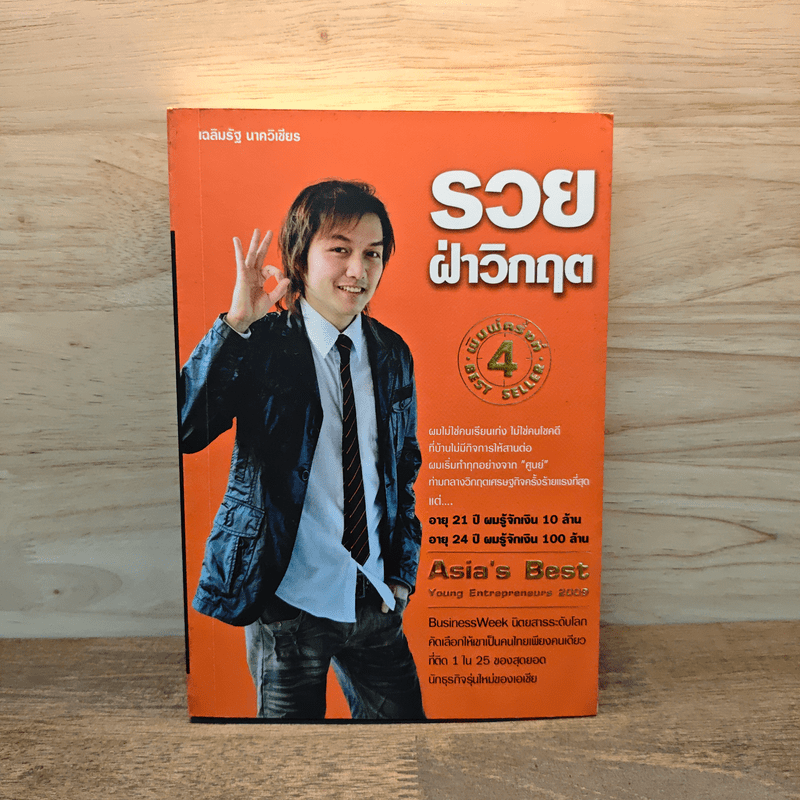 เฉลิมรัฐ นาควิเชียร
รวย
ฝ่าวิกฤต
พิมพ์ครั้งที่
4
BEST SELLER
ผมไม่ใช่คนเรียนเก่ง ไม่ใช่คนโชคดี
ที่บ้านไม่มีกิจการให้สานต่อ
ผมเริ่มทำทุกอย่างจาก "ศูนย์"
ท่ามกลางวิกฤตเศรษฐกิจครั้งร้ายแรงที่สุด
แต่....
อายุ 21 ปี ผมรู้จักเงิน 10 ล้าน
อายุ 24 ปี ผมรู้จักเงิน 100 ล้าน
Asia's Best
Young Entrepreneurs 2009
BusinessWeek นิตยสารระดับโลก
คัดเลือกให้เขาเป็นคนไทยเพียงคนเดียว
ที่ติด 1 ใน 25 ของสุดยอด
นักธุรกิจรุ่นใหม่ของเอเชีย